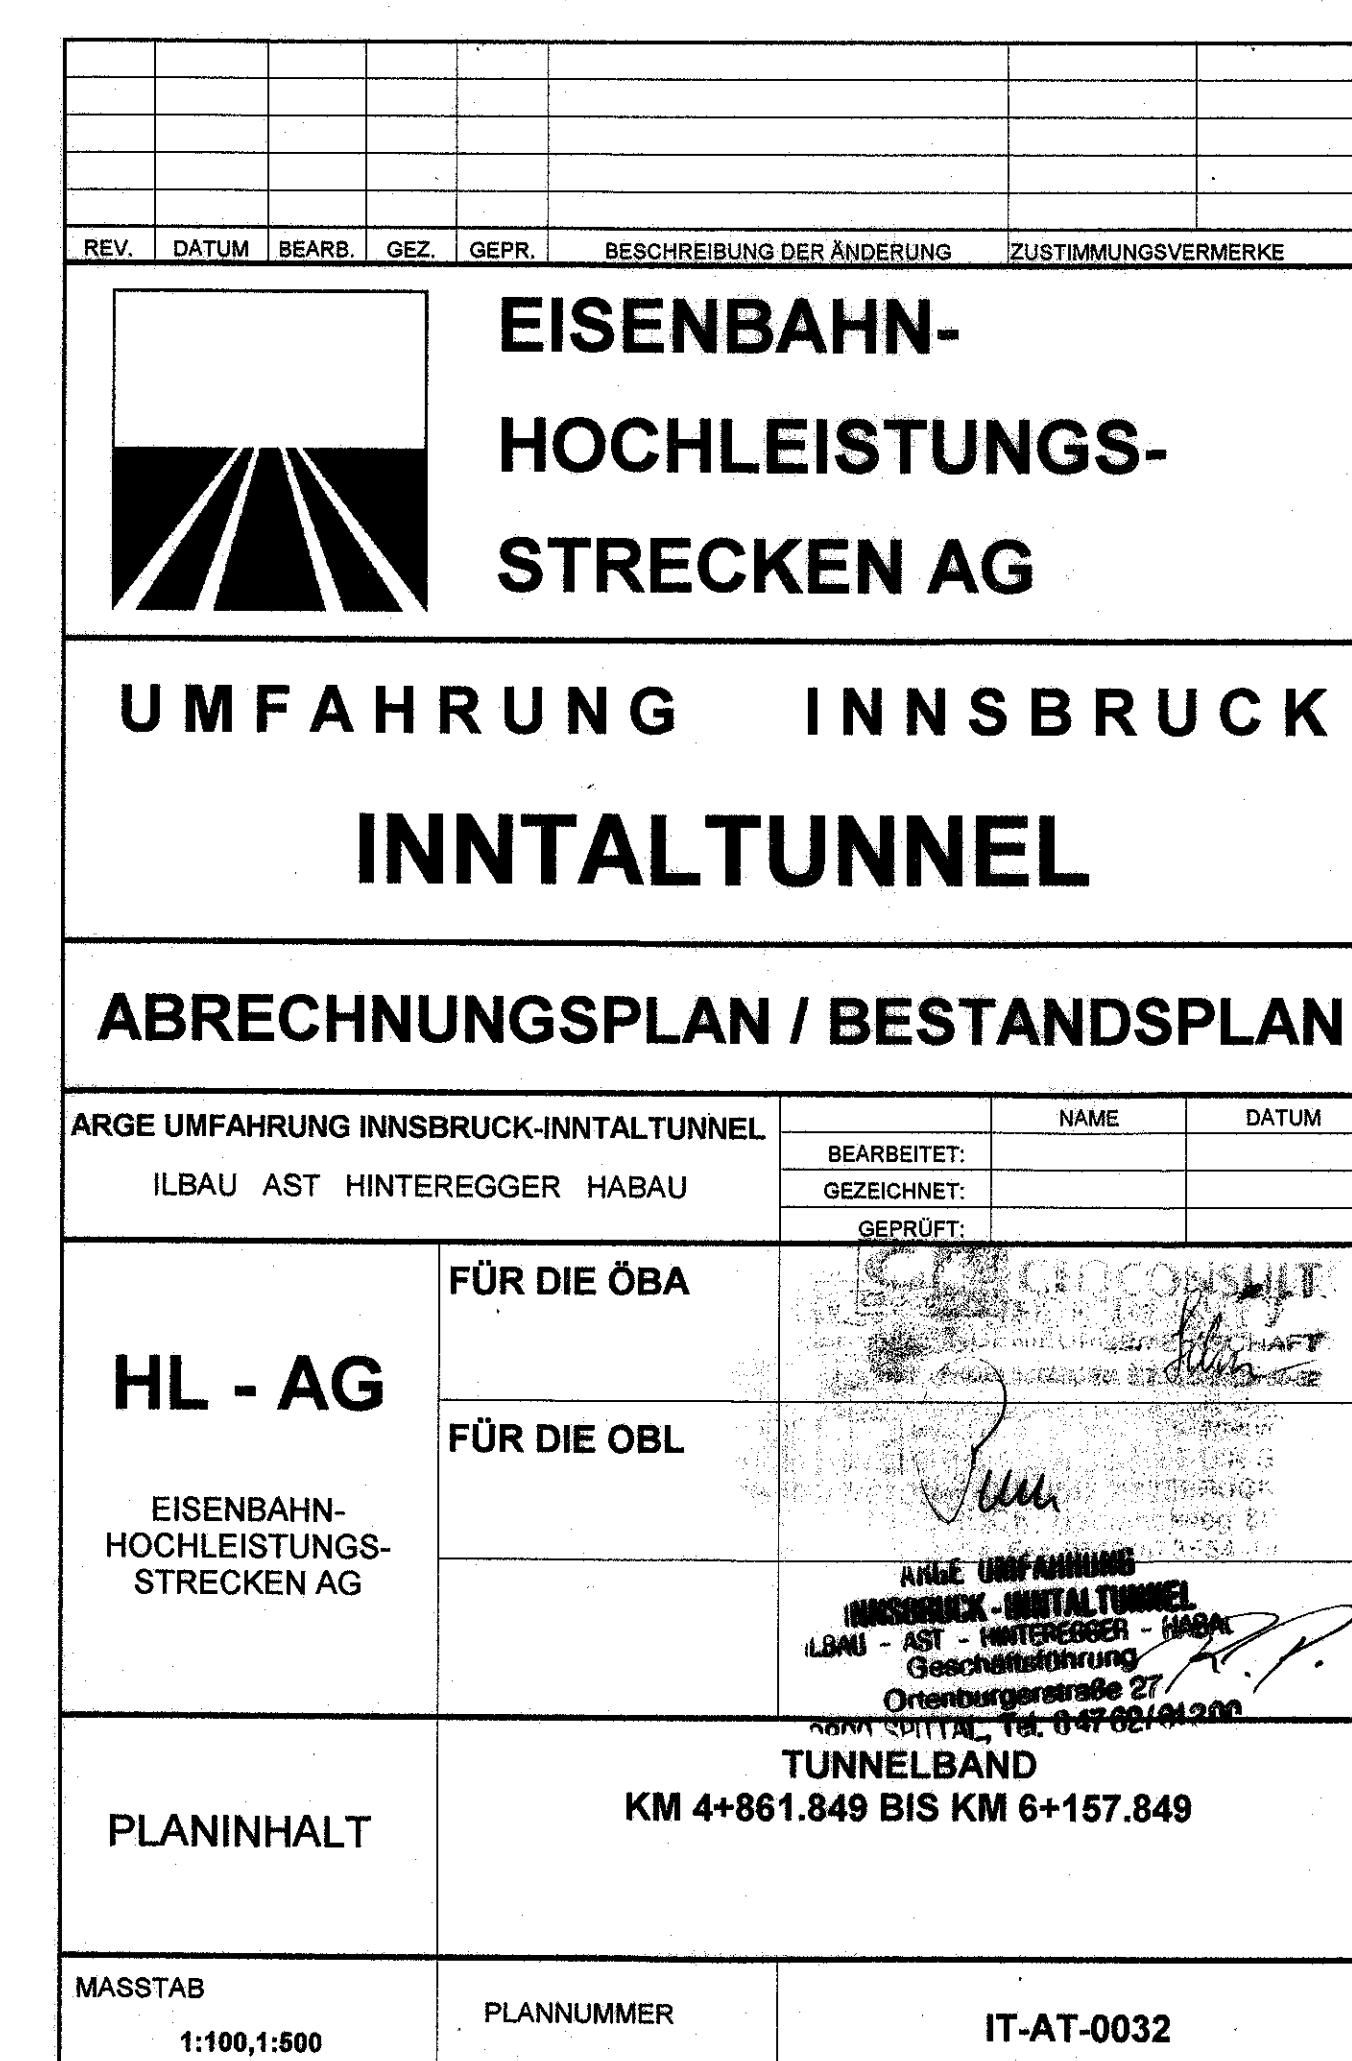 REV. DATUM BEARB. GEZ. GEPR. BESCHREIBUNG DER ÄNDERUNG ZUSTIMMUNGSVERMERKE
EISENBAHN-
HOCHLEISTUNGS-
STRECKEN AG
UMFAHRUNG INNSBRUCK
INNTALTUNNEL
ABRECHNUNGSPLAN / BESTANDSPLAN
ARGE UMFAHRUNG INNSBRUCK-INNTALTUNNEL
ILBAU AST HINTEREGGER HABAU
NAME DATUM
BEARBEITET:
GEZEICHNET:
GEPRÜFT:
HL - AG
EISENBAHN-
HOCHLEISTUNGS-
STRECKEN AG
FÜR DIE ÖBA
GEOCONSULT
FÜR DIE OBL
ARGE UMFAHRUNG
INNSBRUCK - INNTALTUNNEL
ILBAU - AST - HINTEREGGER - HABAU
Geschäftsführung
Ortenburgerstraße 27
SPITTAL, Tel.
PLANINHALT
TUNNELBAND
KM 4+861.849 BIS KM 6+157.849
MASSTAB
1:100,1:500
PLANNUMMER
IT-AT-0032